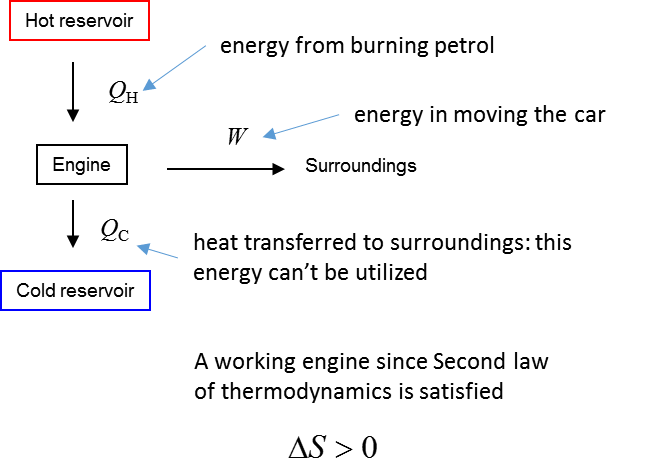 Hot reservoir
energy from burning petrol
Q_H
energy in moving the car
W
Engine
Surroundings
Q_C
heat transferred to surroundings: this
energy can’t be utilized
Cold reservoir
A working engine since Second law
of thermodynamics is satisfied
ΔS > 0